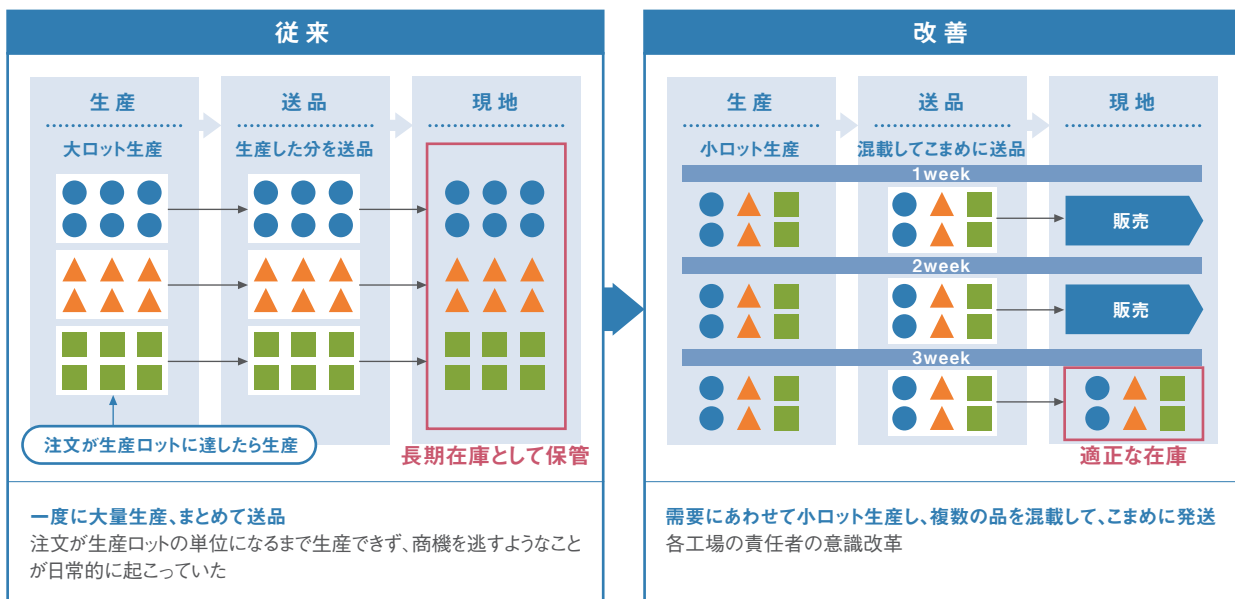 従来
生産
送品
現地
大ロット生産
生産した分を送品
注文が生産ロットに達したら生産
長期在庫として保管
一度に大量生産、まとめて送品
注文が生産ロットの単位になるまで生産できず、商機を逃すようなこと
が日常的に起こっていた
改善
生産
送品
現地
小ロット生産
混載してこまめに送品
1week
販売
2week
販売
3week
適正な在庫
需要にあわせて小ロット生産し、複数の品を混載して、こまめに発送
各工場の責任者の意識改革